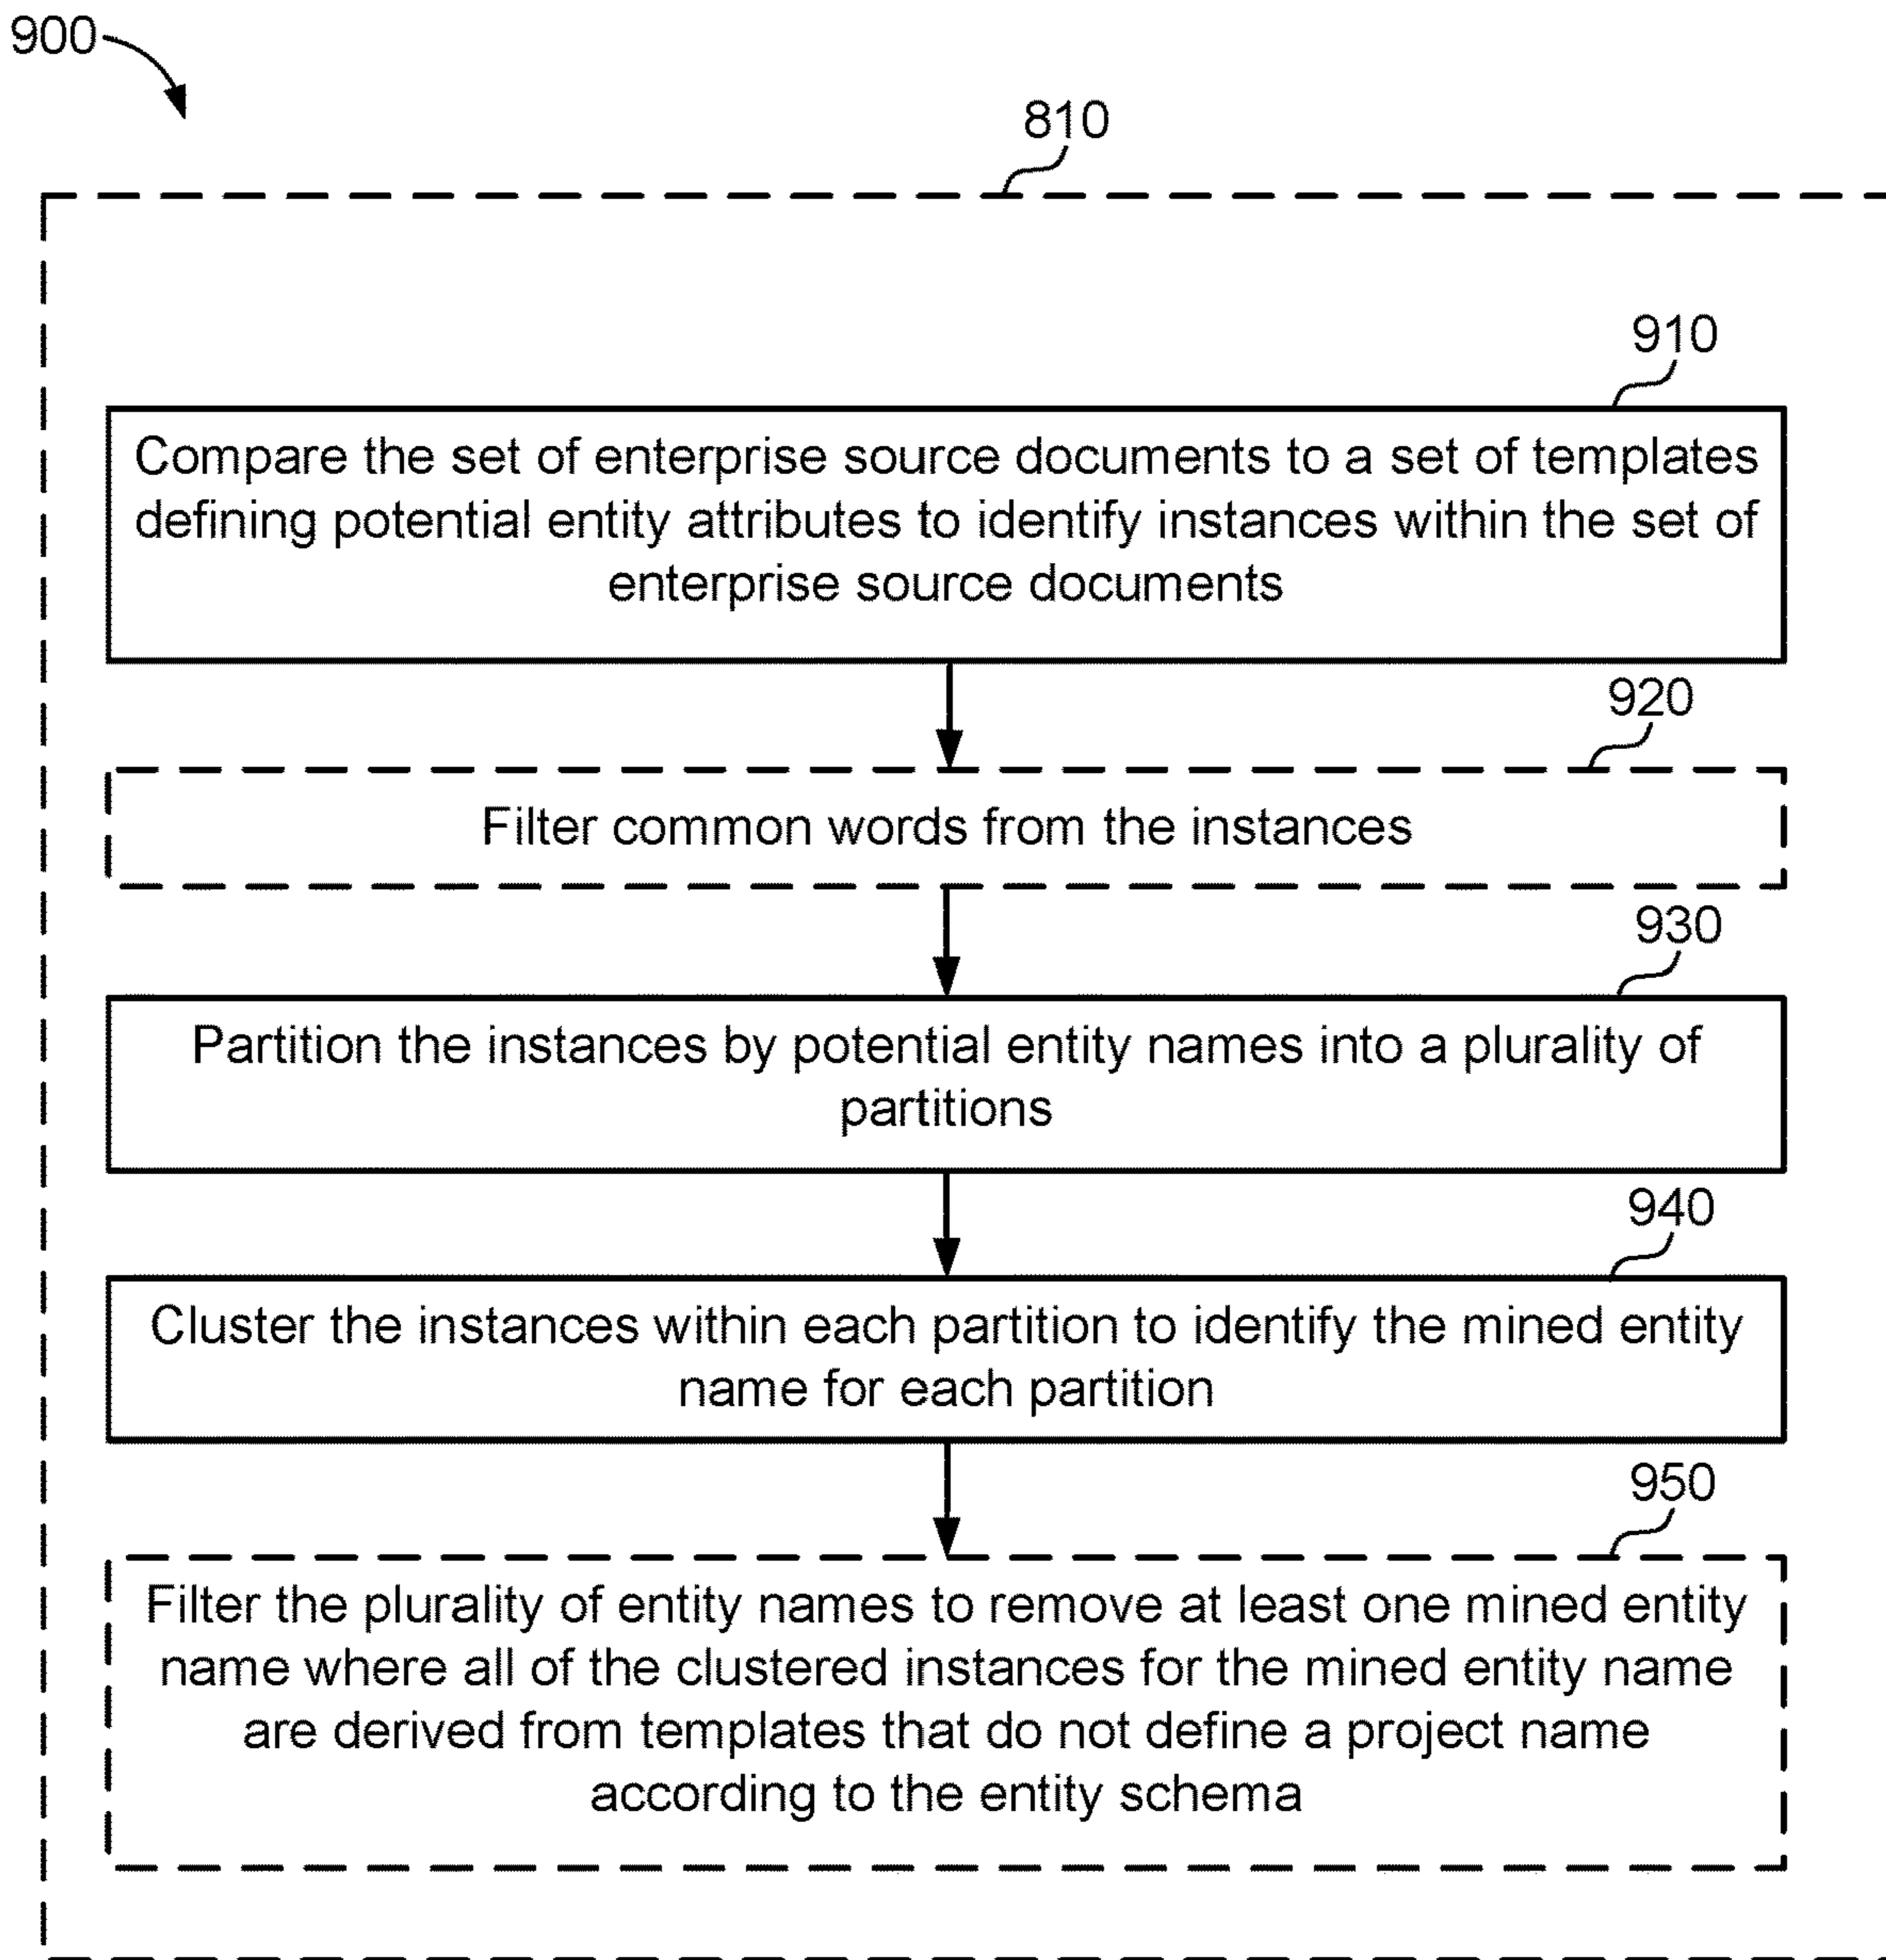 900
810
910
Compare the set of enterprise source documents to a set of templates
defining potential entity attributes to identify instances within the set of
enterprise source documents
920
Filter common words from the instances
930
Partition the instances by potential entity names into a plurality of
partitions
940
Cluster the instances within each partition to identify the mined entity
name for each partition
950
Filter the plurality of entity names to remove at least one mined entity
name where all of the clustered instances for the mined entity name
are derived from templates that do not define a project name
according to the entity schema